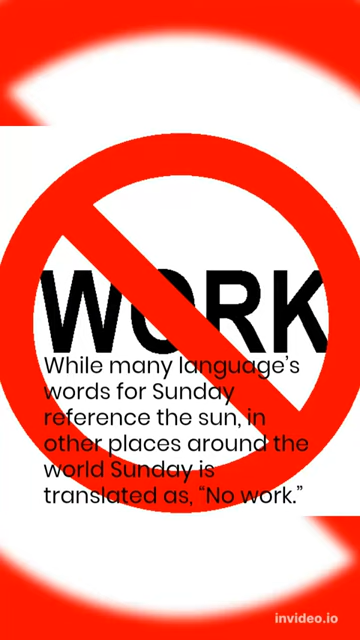 WORK
While many language's
words for Sunday
reference the sun, in
other places around the
world Sunday is
translated as, “No work.”
invideo.io